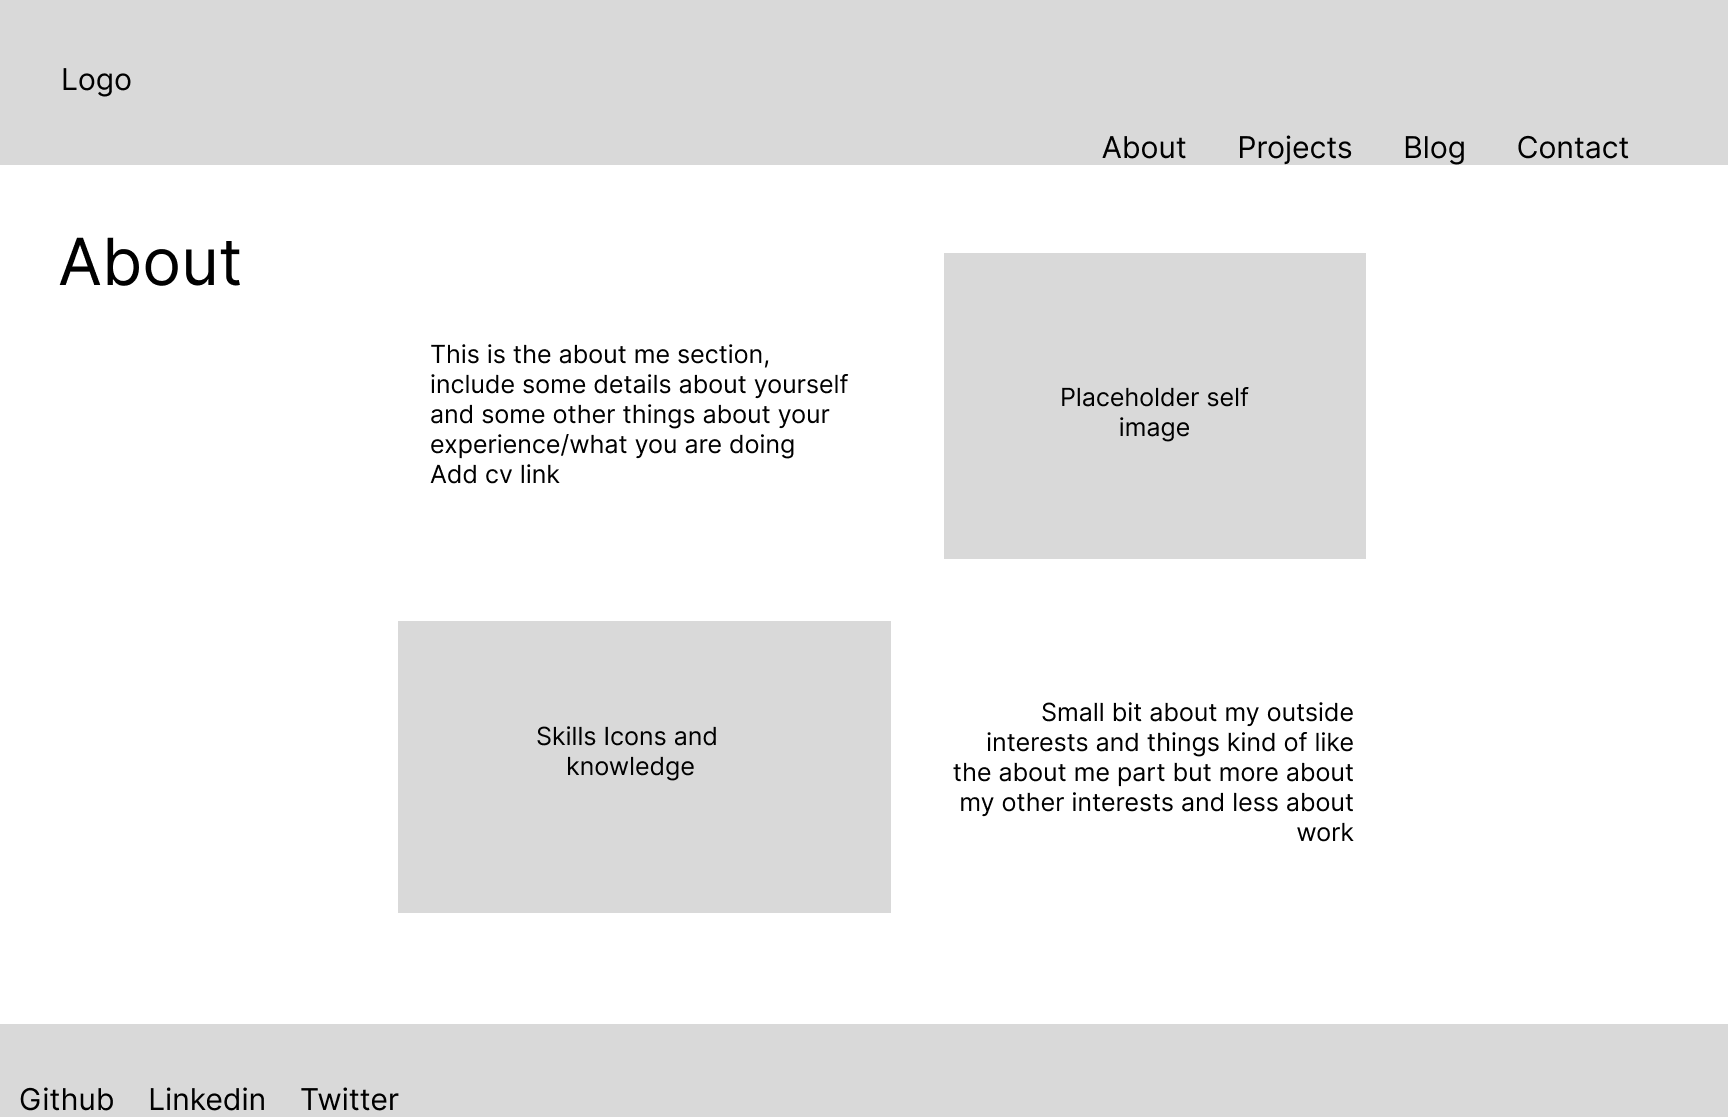 Logo
About Projects Blog Contact
About
This is the about me section,
include some details about yourself
and some other things about your
experience/what you are doing
Add cv link
Placeholder self
image
Skills Icons and
knowledge
Small bit about my outside
interests and things kind of like
the about me part but more about
my other interests and less about
work
Github Linkedin Twitter